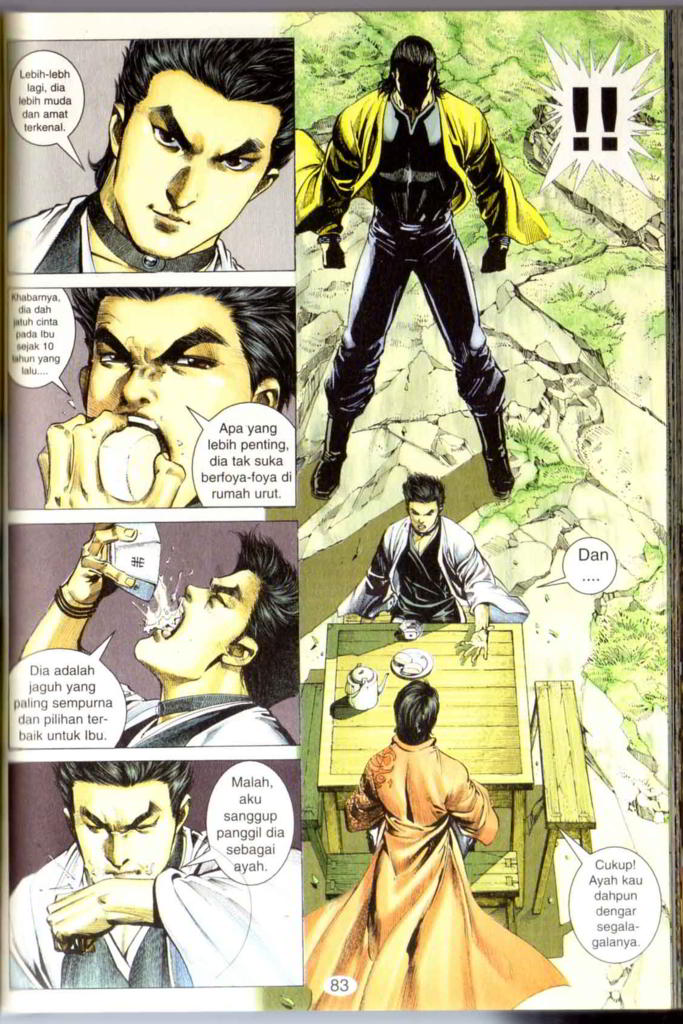 Lebih-lebh
lagi, dia
lebih muda
dan amat
terkenal.
Khabarnya,
dia dah
jatuh cinta
pada Ibu
sejak 10
tahun yang
lalu....
Apa yang
lebih penting,
dia tak suka
berfoya-foya di
rumah urut.
Dia adalah
jaguh yang
paling sempurna
dan pilihan ter-
baik untuk Ibu.
Malah,
aku
sanggup
panggil dia
sebagai
ayah.
!!
Dan
....
Cukup!
Ayah kau
dahpun
dengar
segala-
galanya.
83